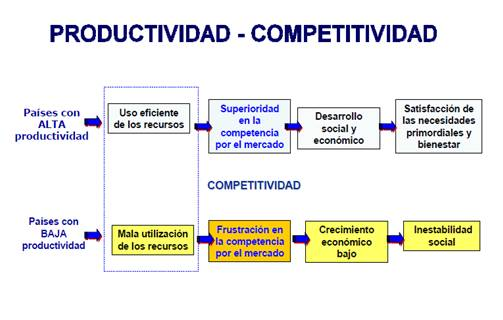 PRODUCTIVIDAD - COMPETITIVIDAD
Países con
ALTA
productividad
Uso eficiente
de los recursos
Superioridad
en la
competencia
por el mercado
Desarrollo
social y
económico
Satisfacción de
las necesidades
primordiales y
bienestar
COMPETITIVIDAD
Países con
BAJA
productividad
Mala utilización
de los recursos
Frustración en
la competencia
por el mercado
Crecimiento
económico
bajo
Inestabilidad
social